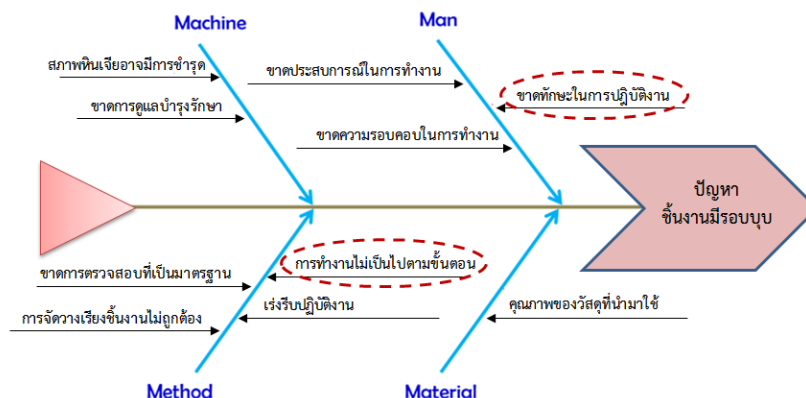 Machine
Man
สภาพหินเจียอาจมีการชำรุด
ขาดประสบการณ์ในการทำงาน
ขาดทักษะในการปฎิบัติงาน
ขาดการดูแลบำรุงรักษา
ขาดความรอบคอบในการทำงาน
ปัญหา
ชิ้นงานมีรอบบุบ
การทำงานไม่เป็นไปตามขั้นตอน
ขาดการตรวจสอบที่เป็นมาตรฐาน
เร่งรีบปฏิบัติงาน
คุณภาพของวัสดุที่นำมาใช้
การจัดวางเรียงชิ้นงานไม่ถูกต้อง
Method
Material